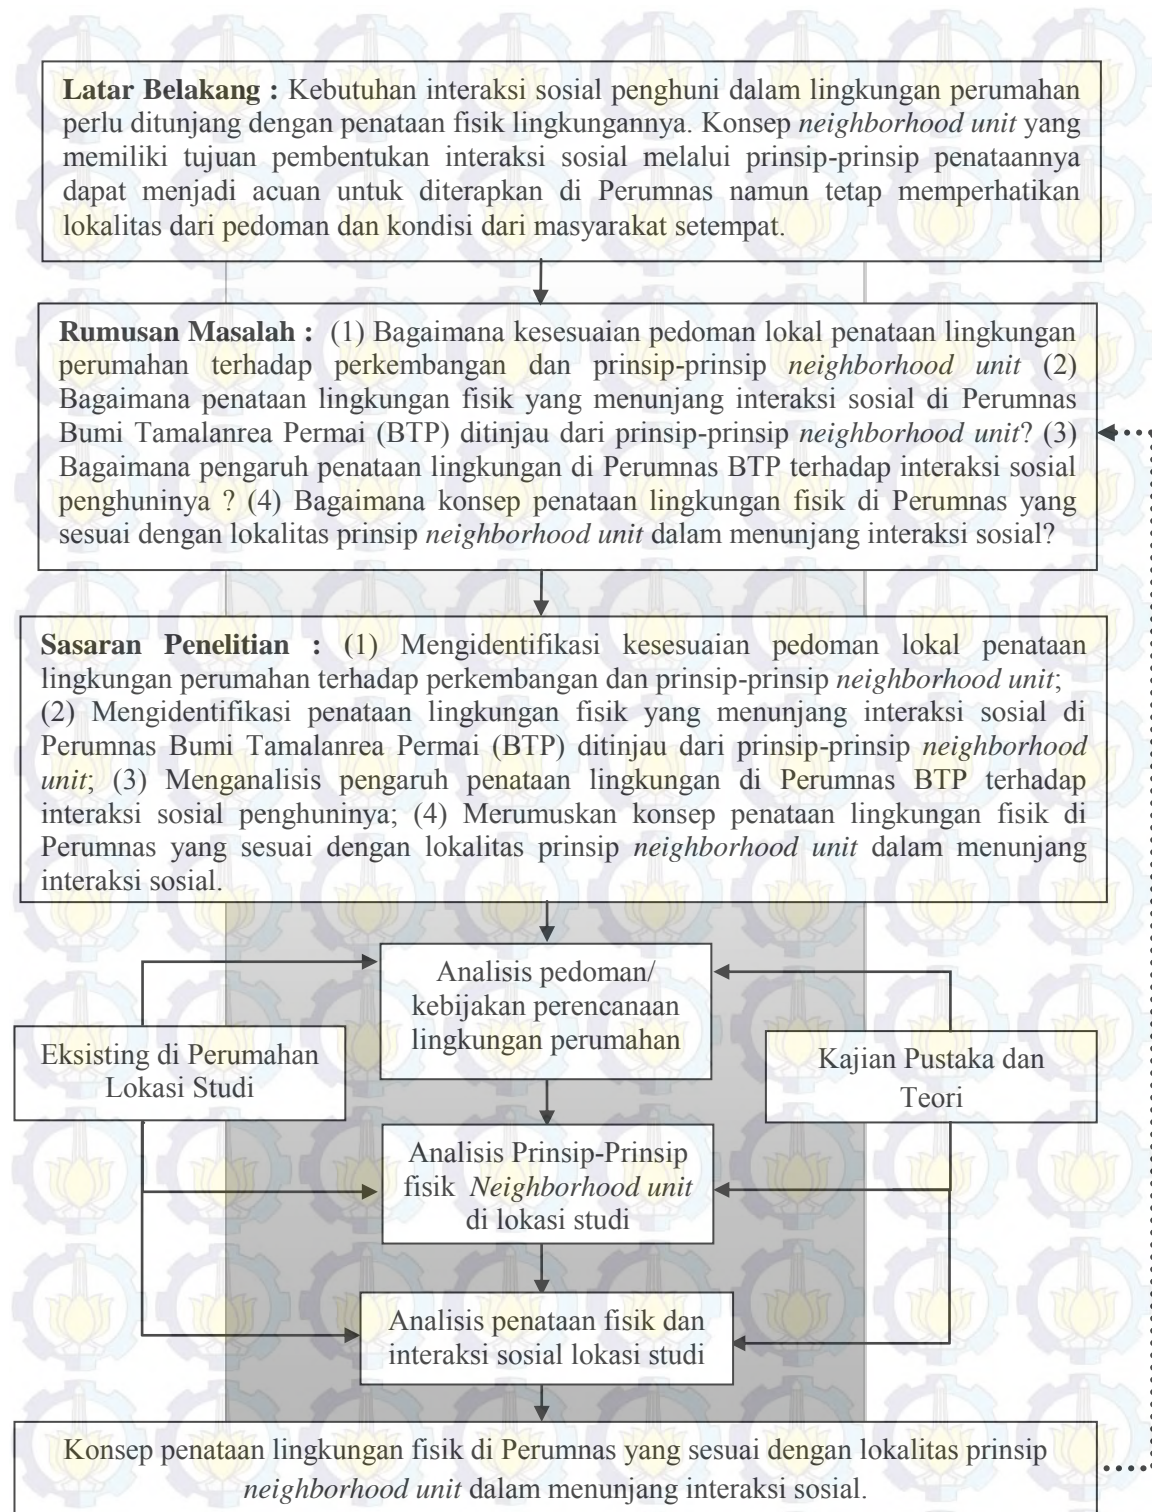 Latar Belakang : Kebutuhan interaksi sosial penghuni dalam lingkungan perumahan
perlu ditunjang dengan penataan fisik lingkungannya. Konsep neighborhood unit yang
memiliki tujuan pembentukan interaksi sosial melalui prinsip-prinsip penataannya
dapat menjadi acuan untuk diterapkan di Perumnas namun tetap memperhatikan
lokalitas dari pedoman dan kondisi dari masyarakat setempat.
Rumusan Masalah : (1) Bagaimana kesesuaian pedoman lokal penataan lingkungan
perumahan terhadap perkembangan dan prinsip-prinsip neighborhood unit (2)
Bagaimana penataan lingkungan fisik yang menunjang interaksi sosial di Perumnas
Bumi Tamalanrea Permai (BTP) ditinjau dari prinsip-prinsip neighborhood unit? (3)
Bagaimana pengaruh penataan lingkungan di Perumnas BTP terhadap interaksi sosial
penghuninya ? (4) Bagaimana konsep penataan lingkungan fisik di Perumnas yang
sesuai dengan lokalitas prinsip neighborhood unit dalam menunjang interaksi sosial?
Sasaran Penelitian : (1) Mengidentifikasi kesesuaian pedoman lokal penataan
lingkungan perumahan terhadap perkembangan dan prinsip-prinsip neighborhood unit;
(2) Mengidentifikasi penataan lingkungan fisik yang menunjang interaksi sosial di
Perumnas Bumi Tamalanrea Permai (BTP) ditinjau dari prinsip-prinsip neighborhood
unit; (3) Menganalisis pengaruh penataan lingkungan di Perumnas BTP terhadap
interaksi sosial penghuninya; (4) Merumuskan konsep penataan lingkungan fisik di
Perumnas yang sesuai dengan lokalitas prinsip neighborhood unit dalam menunjang
interaksi sosial.
Analisis pedoman/
kebijakan perencanaan
lingkungan perumahan
Eksisting di Perumahan
Lokasi Studi
Kajian Pustaka dan
Teori
Analisis Prinsip-Prinsip
fisik Neighborhood unit
di lokasi studi
Analisis penataan fisik dan
interaksi sosial lokasi studi
Konsep penataan lingkungan fisik di Perumnas yang sesuai dengan lokalitas prinsip
neighborhood unit dalam menunjang interaksi sosial.